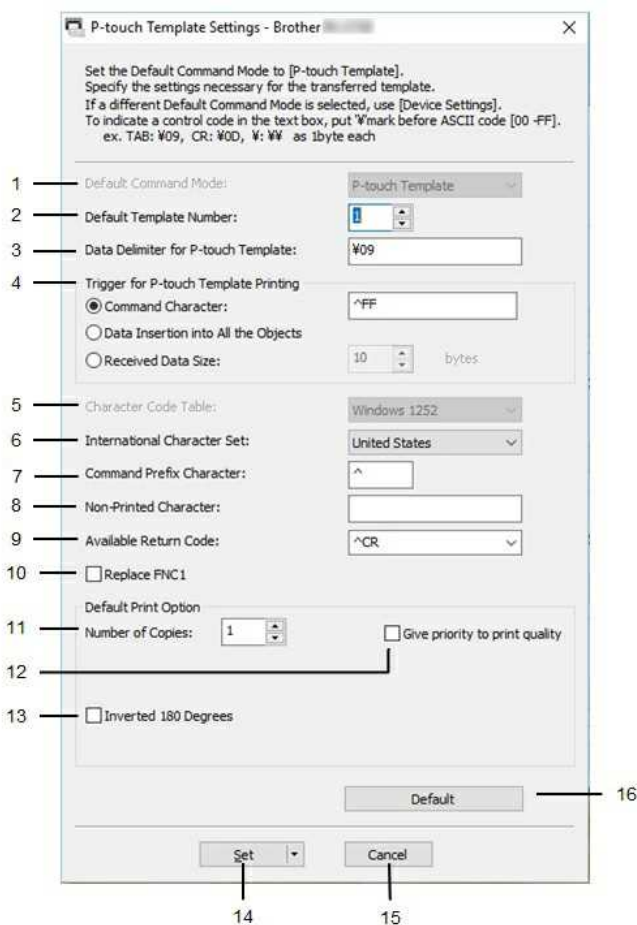 P-touch Template Settings - Brother
Set the Default Command Mode to [P-touch Template].
Specify the settings necessary for the transferred template.
If a different Default Command Mode is selected, use [Device Settings].
To indicate a control code in the text box, put '¥'mark before ASCII code [00 -FF].
ex. TAB: ¥09, CR: ¥0D, ¥: ¥¥ as 1byte each
1 Default Command Mode: P-touch Template
2 Default Template Number: 1
3 Data Delimiter for P-touch Template: ¥09
4 Trigger for P-touch Template Printing
Command Character: ^FF
Data Insertion into All the Objects
Received Data Size: 10 bytes
5 Character Code Table: Windows 1252
6 International Character Set: United States
7 Command Prefix Character: ^
8 Non-Printed Character:
9 Available Return Code: ^CR
10 Replace FNC1
Default Print Option
11 Number of Copies: 1 Give priority to print quality
12
13 Inverted 180 Degrees
Default 16
Set Cancel
14 15